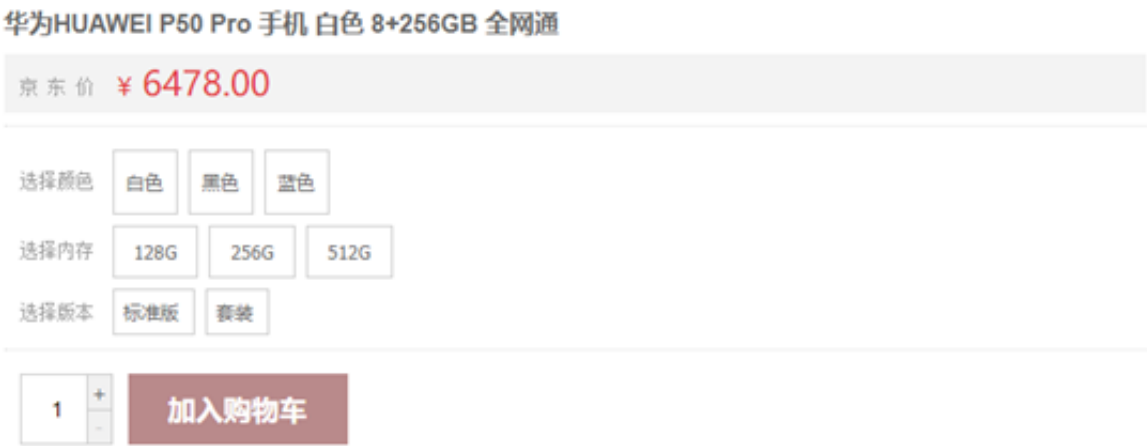 华为HUAWEI P50 Pro 手机 白色 8+256GB 全网通
京东价 ￥6478.00
选择颜色 白色 黑色 蓝色
选择内存 128G 256G 512G
选择版本 标准版 套装
1 + - 加入购物车